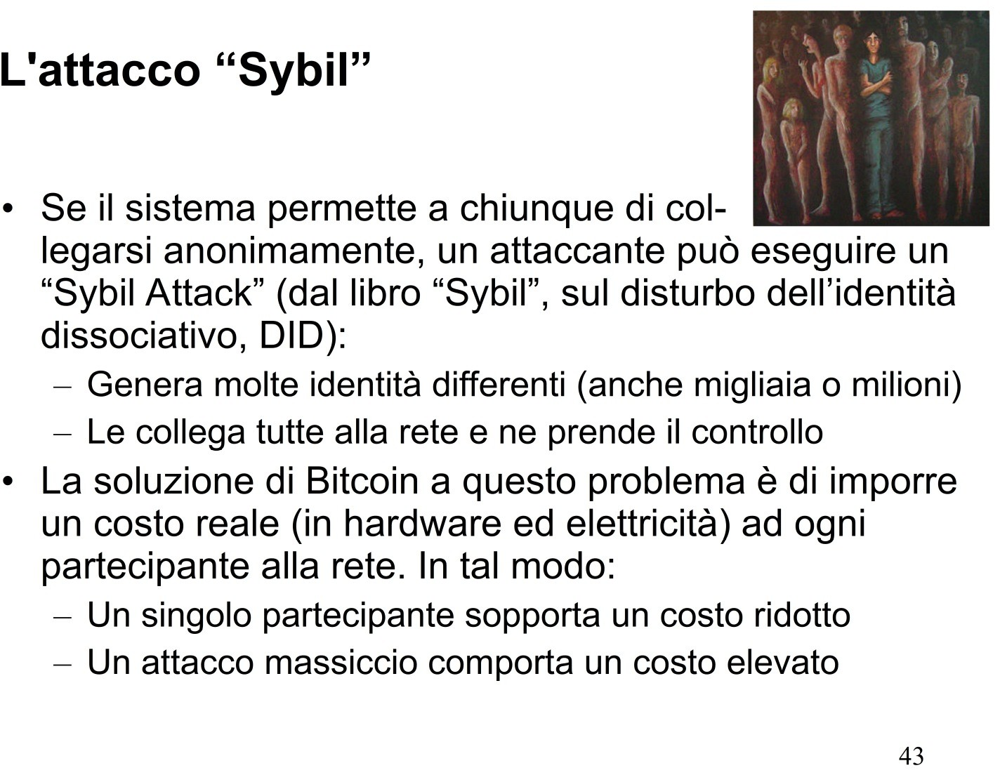 L'attacco “Sybil”
• Se il sistema permette a chiunque di col-
legarsi anonimamente, un attaccante può eseguire un
“Sybil Attack” (dal libro “Sybil”, sul disturbo dell’identità
dissociativo, DID):
– Genera molte identità differenti (anche migliaia o milioni)
– Le collega tutte alla rete e ne prende il controllo
• La soluzione di Bitcoin a questo problema è di imporre
un costo reale (in hardware ed elettricità) ad ogni
partecipante alla rete. In tal modo:
– Un singolo partecipante sopporta un costo ridotto
– Un attacco massiccio comporta un costo elevato
43